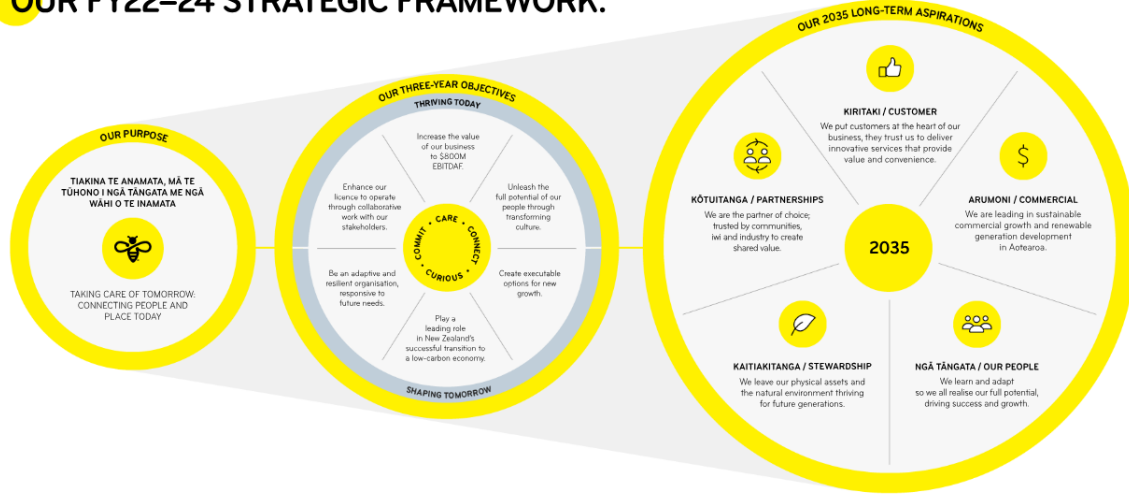 OUR FY22–24 STRATEGIC FRAMEWORK.
OUR PURPOSE
TIAKINA TE ANAMATA, MĀ TE
TŪHONO I NGĀ TĀNGATA ME NGĀ
WĀHI O TE INAMATA
TAKING CARE OF TOMORROW:
CONNECTING PEOPLE AND
PLACE TODAY
OUR THREE-YEAR OBJECTIVES
THRIVING TODAY
Increase the value
of our business
to $800M
EBITDAF.
Enhance our
licence to operate
through collaborative
work with our
stakeholders.
Unleash the
full potential of our
people through
transforming
culture.
COMMIT • CARE • CONNECT • CURIOUS •
Be an adaptive and
resilient organisation,
responsive to
future needs.
Create executable
options for new
growth.
Play a
leading role
in New Zealand's
successful transition to
a low-carbon economy.
SHAPING TOMORROW
OUR 2035 LONG-TERM ASPIRATIONS
KIRITAKI / CUSTOMER
We put customers at the heart of our
business, they trust us to deliver
innovative services that provide
value and convenience.
KŌTUITANGA / PARTNERSHIPS
We are the partner of choice;
trusted by communities,
iwi and industry to create
shared value.
$
ARUMONI / COMMERCIAL
We are leading in sustainable
commercial growth and renewable
generation development
in Aotearoa.
2035
KAITIAKITANGA / STEWARDSHIP
We leave our physical assets and
the natural environment thriving
for future generations.
NGĀ TĀNGATA / OUR PEOPLE
We learn and adapt
so we all realise our full potential,
driving success and growth.